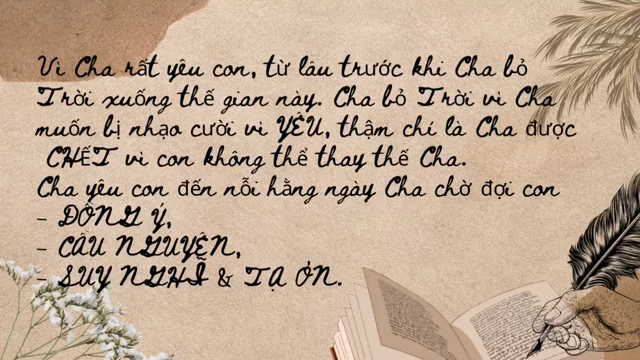 Vì Cha rất yêu con, từ lâu trước khi Cha bỏ
Trời xuống thế gian này. Cha bỏ Trời vì Cha
muốn bị nhạo cười vì YÊU, thậm chí là Cha được
CHẾT vì con không thể thay thế Cha.
Cha yêu con đến nỗi hằng ngày Cha chờ đợi con
- ĐỒNG Ý,
- CẦU NGUYỆN,
- SUY NGHĨ & TẠ ƠN.